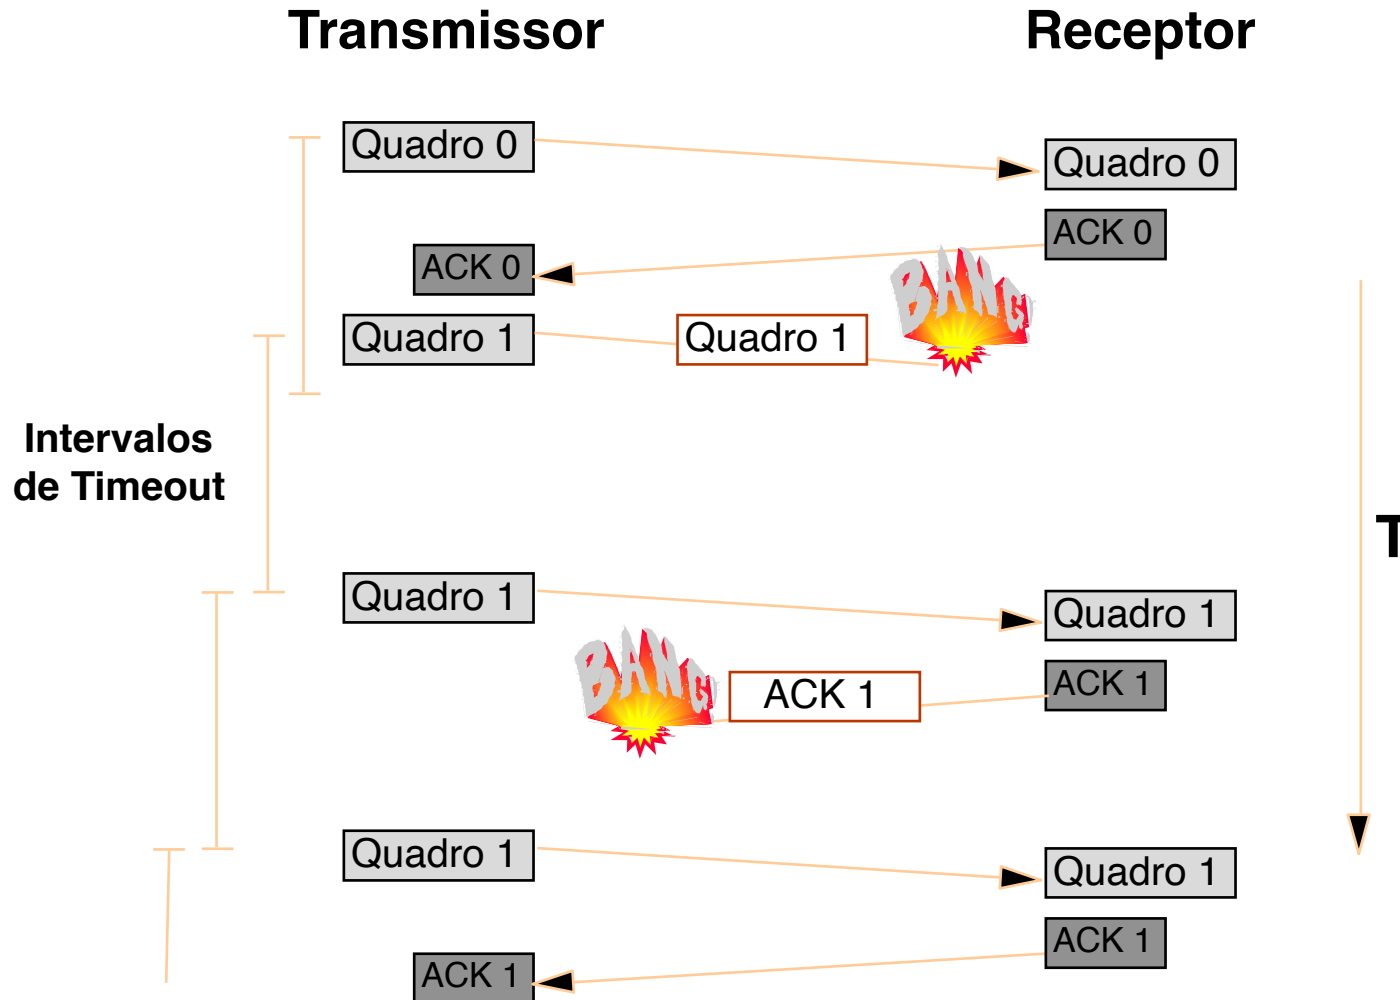 Transmissor
Receptor
Quadro 0
Quadro 0
ACK 0
ACK 0
BANG!
Quadro 1
Quadro 1
Intervalos
de Timeout
T
Quadro 1
Quadro 1
BANG!
ACK 1
ACK 1
Quadro 1
Quadro 1
ACK 1
ACK 1